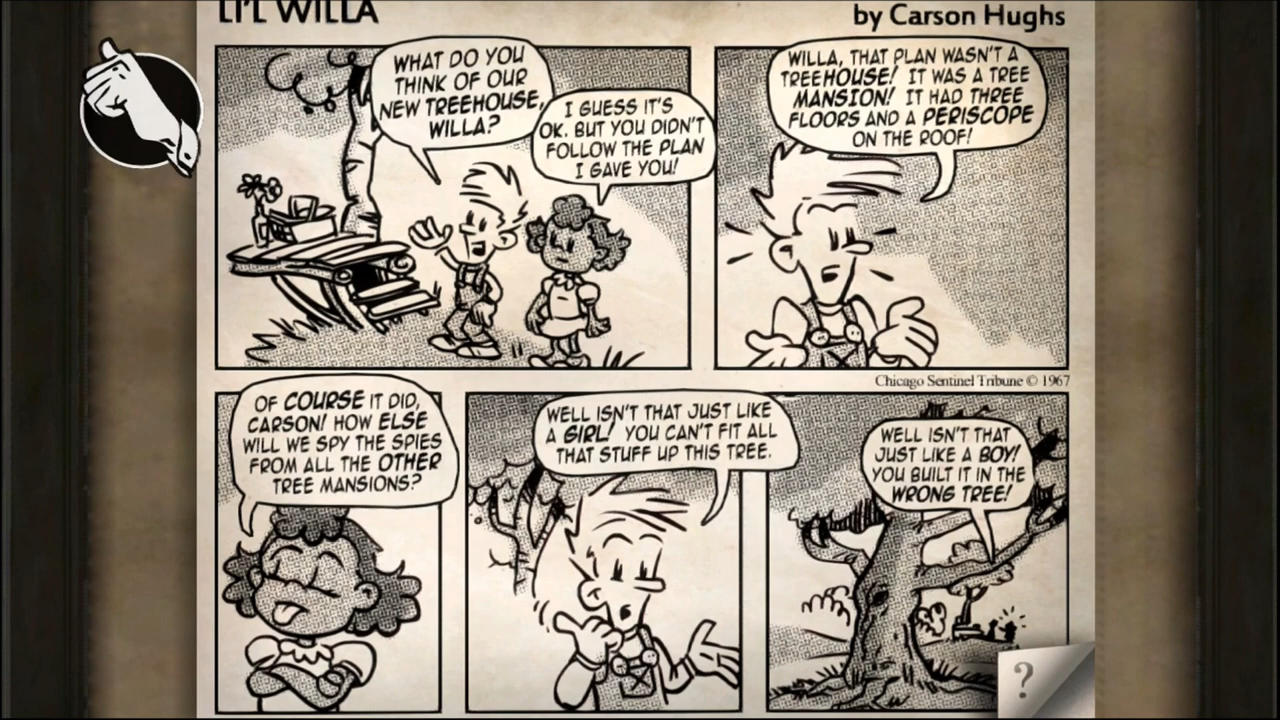 LI'L WILLA
by Carson Hughs
WHAT DO YOU
THINK OF OUR
NEW TREEHOUSE,
WILLA?
I GUESS IT'S
OK. BUT YOU DIDN'T
FOLLOW THE PLAN
I GAVE YOU!
WILLA, THAT PLAN WASN'T A
TREEHOUSE! IT WAS A TREE
MANSION! IT HAD THREE
FLOORS AND A PERISCOPE
ON THE ROOF!
Chicago Sentinel Tribune © 1967
OF COURSE IT DID,
CARSON! HOW ELSE
WILL WE SPY THE SPIES
FROM ALL THE OTHER
TREE MANSIONS?
WELL ISN'T THAT JUST LIKE
A GIRL! YOU CAN'T FIT ALL
THAT STUFF UP THIS TREE.
WELL ISN'T THAT
JUST LIKE A BOY!
YOU BUILT IT IN THE
WRONG TREE!
?